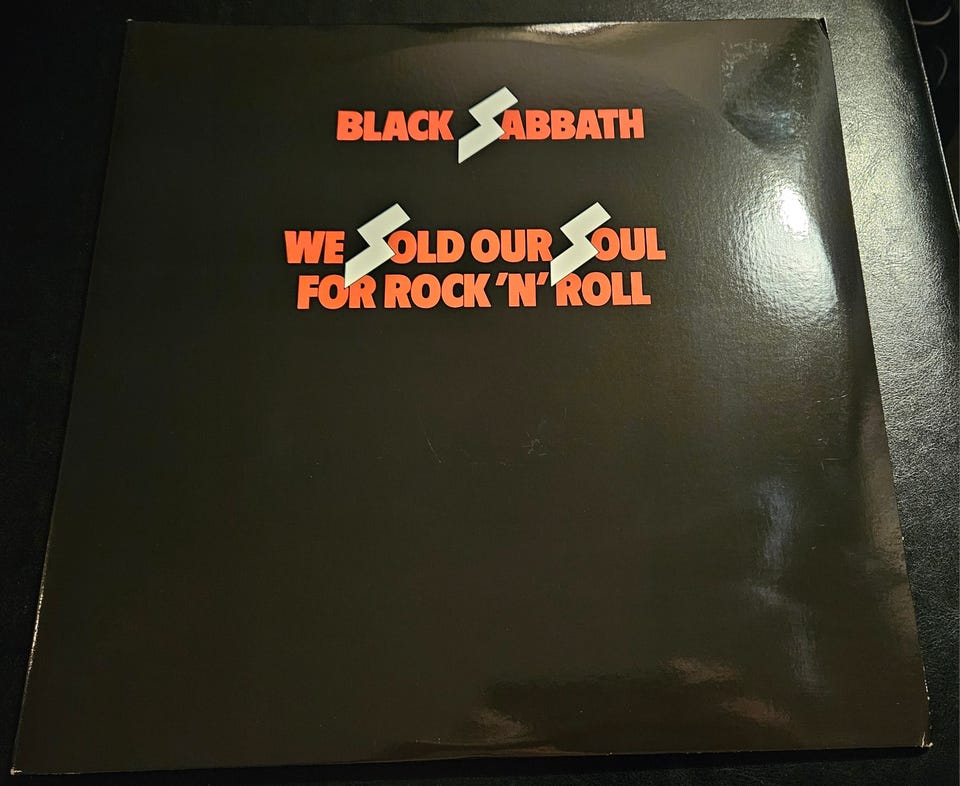 BLACK SABBATH
WE SOLD OUR SOUL
FOR ROCK 'N' ROLL